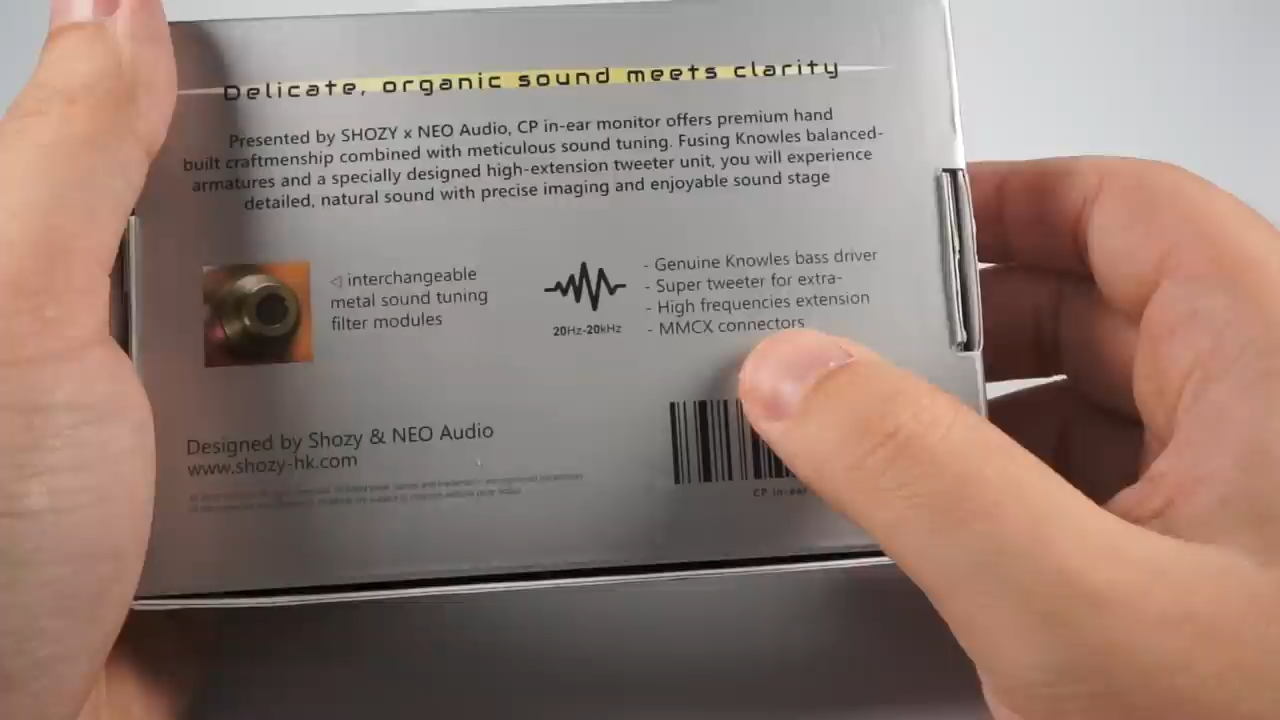 Delicate, organic sound meets clarity
Presented by SHOZY x NEO Audio, CP in-ear monitor offers premium hand
built craftmenship combined with meticulous sound tuning. Fusing Knowles balanced-
armatures and a specially designed high-extension tweeter unit, you will experience
detailed, natural sound with precise imaging and enjoyable sound stage
◁ interchangeable
metal sound tuning
filter modules
20Hz-20kHz
- Genuine Knowles bass driver
- Super tweeter for extra-
- High frequencies extension
- MMCX connectors
Designed by Shozy & NEO Audio
www.shozy-hk.com
CP in-ear